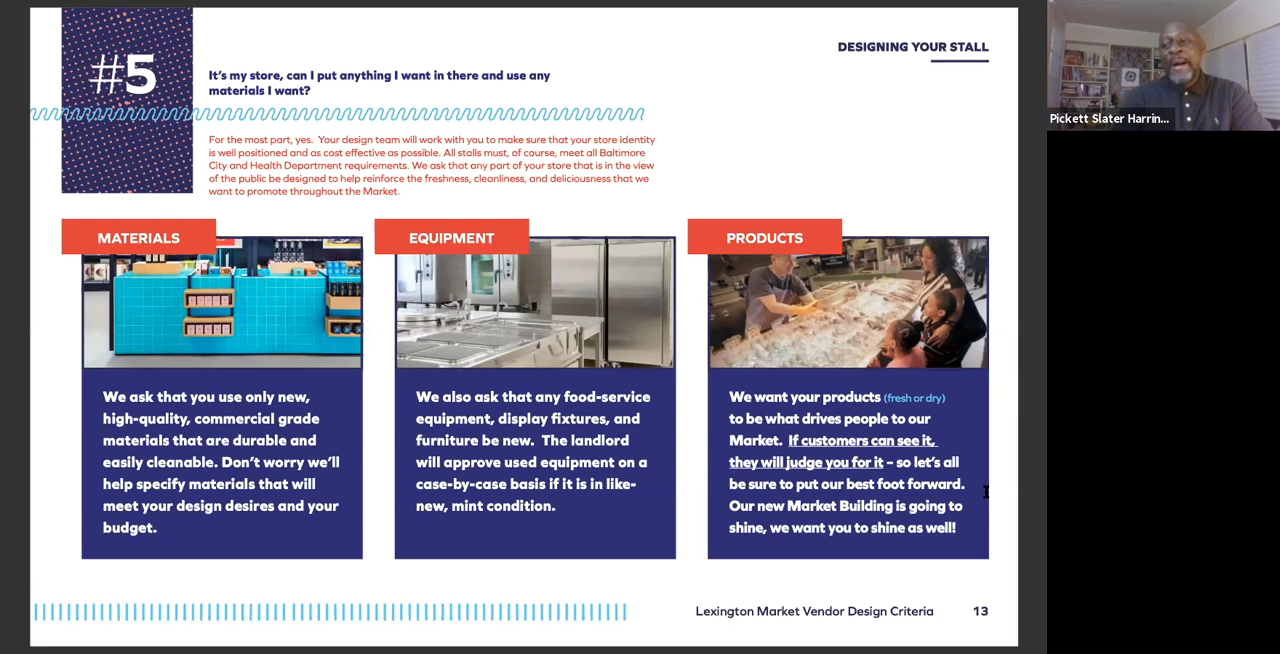 #5
DESIGNING YOUR STALL
It's my store, can I put anything I want in there and use any
materials I want?
For the most part, yes.  Your design team will work with you to make sure that your store identity
is well positioned and as cost effective as possible. All stalls must, of course, meet all Baltimore
City and Health Department requirements. We ask that any part of your store that is in the view
of the public be designed to help reinforce the freshness, cleanliness, and deliciousness that we
want to promote throughout the Market.
MATERIALS
We ask that you use only new,
high-quality, commercial grade
materials that are durable and
easily cleanable. Don't worry we'll
help specify materials that will
meet your design desires and your
budget.
EQUIPMENT
We also ask that any food-service
equipment, display fixtures, and
furniture be new.  The landlord
will approve used equipment on a
case-by-case basis if it is in like-
new, mint condition.
PRODUCTS
We want your products (fresh or dry)
to be what drives people to our
Market.  If customers can see it,
they will judge you for it – so let's all
be sure to put our best foot forward.
Our new Market Building is going to
shine, we want you to shine as well!
Lexington Market Vendor Design Criteria 13
Pickett Slater Harrin...